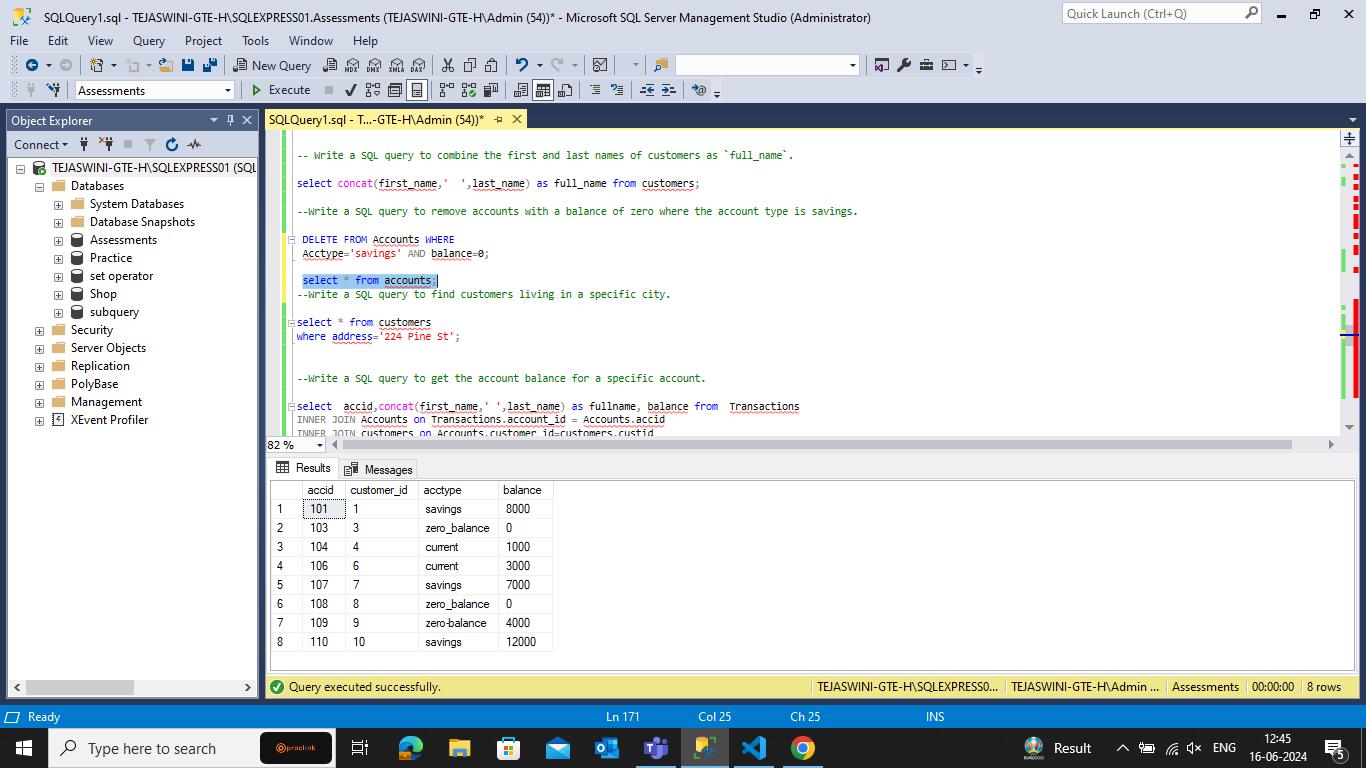 SQLQuery1.sql - TEJASWINI-GTE-H\SQLEXPRESS01.Assessments (TEJASWINI-GTE-H\Admin (54))* - Microsoft SQL Server Management Studio (Administrator)
Quick Launch (Ctrl+Q)
File Edit View Query Project Tools Window Help
New Query MDX DMX XMLA DAX
Assessments Execute
Object Explorer
SQLQuery1.sql - T...-GTE-H\Admin (54))*
Connect
TEJASWINI-GTE-H\SQLEXPRESS01 (SQL
Databases
System Databases
Database Snapshots
Assessments
Practice
set operator
Shop
subquery
Security
Server Objects
Replication
PolyBase
Management
XEvent Profiler
-- Write a SQL query to combine the first and last names of customers as `full_name`.
select concat(first_name,'  ',last_name) as full_name from customers;
--Write a SQL query to remove accounts with a balance of zero where the account type is savings.
DELETE FROM Accounts WHERE
Acctype='savings' AND balance=0;
select * from accounts;
--Write a SQL query to find customers living in a specific city.
select * from customers
where address='224 Pine St';
--Write a SQL query to get the account balance for a specific account.
select  accid,concat(first_name,' ',last_name) as fullname, balance from  Transactions
INNER JOIN Accounts on Transactions.account_id = Accounts.accid
INNER JOIN customers on Accounts.customer_id=customers.custid
82 %
Results Messages
accid customer_id acctype balance
1 101 1 savings 8000
2 103 3 zero_balance 0
3 104 4 current 1000
4 106 6 current 3000
5 107 7 savings 7000
6 108 8 zero_balance 0
7 109 9 zero-balance 4000
8 110 10 savings 12000
Query executed successfully. TEJASWINI-GTE-H\SQLEXPRESS0... TEJASWINI-GTE-H\Admin ... Assessments 00:00:00 8 rows
Ready Ln 171 Col 25 Ch 25 INS
Type here to search proclink Result ENG 12:45
16-06-2024 5